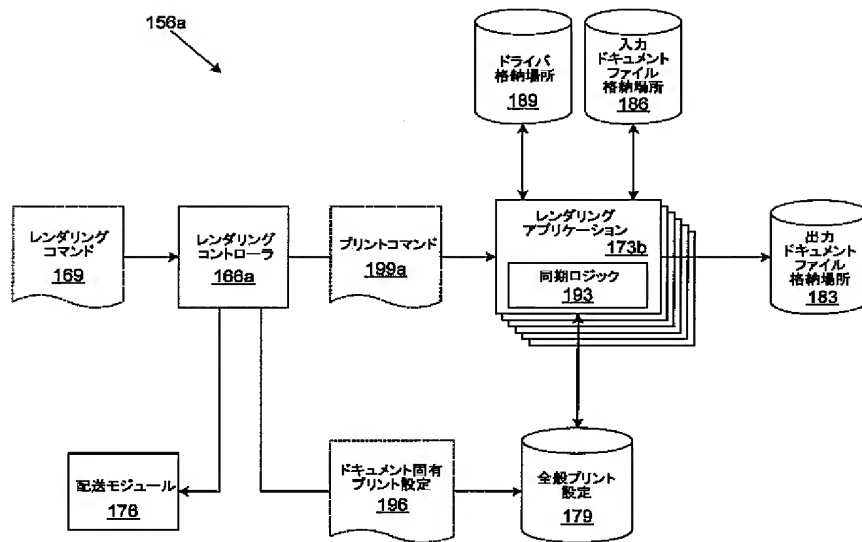 156a
ドライバ
格納場所
189
入力
ドキュメント
ファイル
格納場所
186
レンダリング
コマンド
169
レンダリング
コントローラ
166a
プリントコマンド
199a
レンダリング
アプリケーション
173b
同期ロジック
193
出力
ドキュメント
ファイル
格納場所
183
配送モジュール
176
ドキュメント固有
プリント設定
196
全般プリント
設定
179